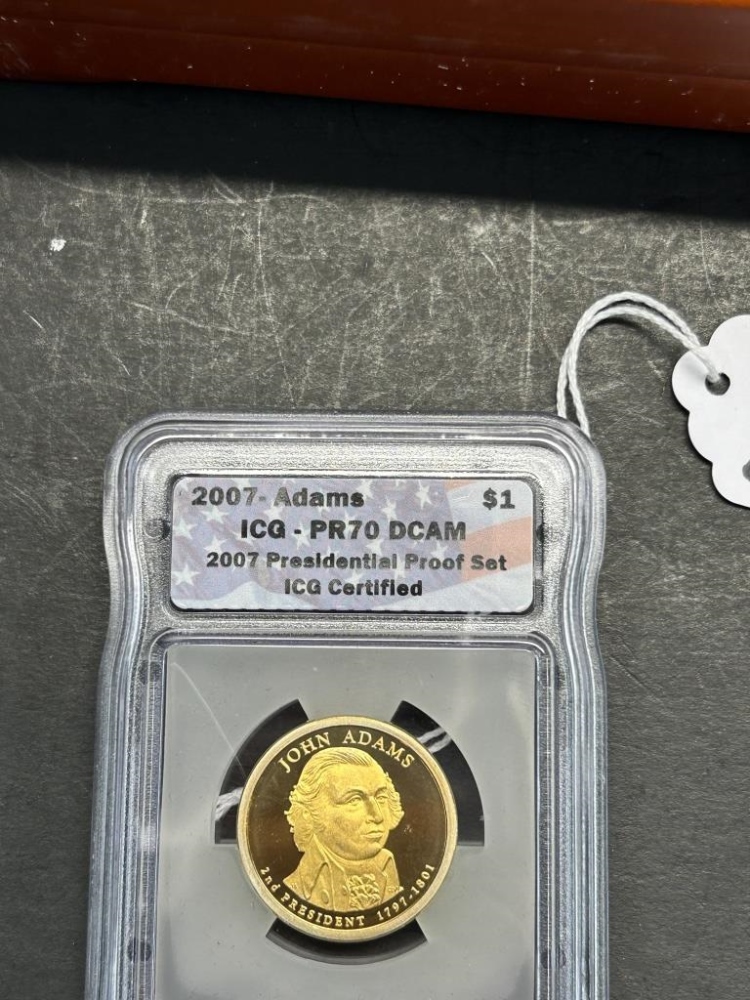 2007- Adams $1
ICG - PR70 DCAM
2007 Presidential Proof Set
ICG Certified
JOHN ADAMS
2nd PRESIDENT 1797-1801